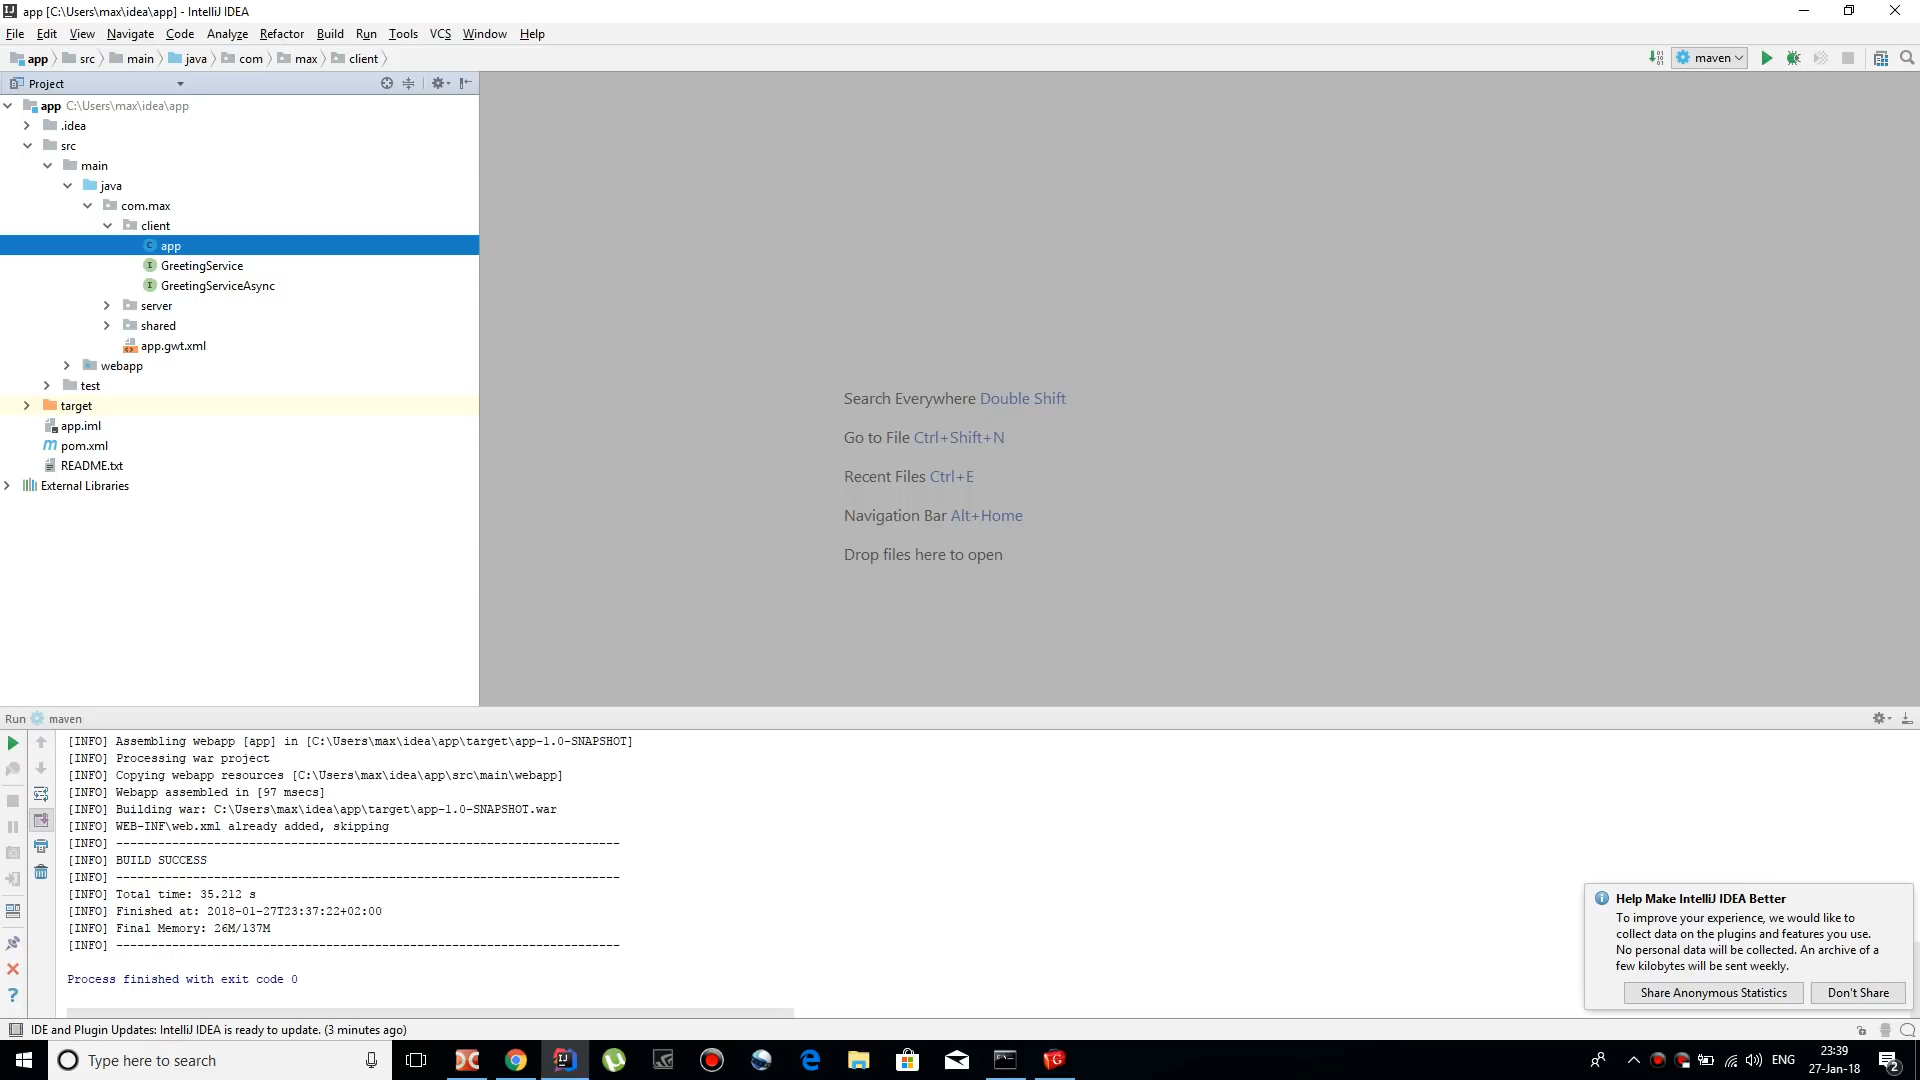 app [C:\Users\max\idea\app] - IntelliJ IDEA
File Edit View Navigate Code Analyze Refactor Build Run Tools VCS Window Help
app src main java com max client
maven
Project
app C:\Users\max\idea\app
.idea
src
main
java
com.max
client
app
GreetingService
GreetingServiceAsync
server
shared
app.gwt.xml
webapp
test
target
app.iml
pom.xml
README.txt
External Libraries
Search Everywhere Double Shift
Go to File Ctrl+Shift+N
Recent Files Ctrl+E
Navigation Bar Alt+Home
Drop files here to open
Run maven
[INFO] Assembling webapp [app] in [C:\Users\max\idea\app\target\app-1.0-SNAPSHOT]
[INFO] Processing war project
[INFO] Copying webapp resources [C:\Users\max\idea\app\src\main\webapp]
[INFO] Webapp assembled in [97 msecs]
[INFO] Building war: C:\Users\max\idea\app\target\app-1.0-SNAPSHOT.war
[INFO] WEB-INF\web.xml already added, skipping
[INFO] ------------------------------------------------------------------------
[INFO] BUILD SUCCESS
[INFO] ------------------------------------------------------------------------
[INFO] Total time: 35.212 s
[INFO] Finished at: 2018-01-27T23:37:22+02:00
[INFO] Final Memory: 26M/137M
[INFO] ------------------------------------------------------------------------
Process finished with exit code 0
Help Make IntelliJ IDEA Better
To improve your experience, we would like to
collect data on the plugins and features you use.
No personal data will be collected. An archive of a
few kilobytes will be sent weekly.
Share Anonymous Statistics Don't Share
IDE and Plugin Updates: IntelliJ IDEA is ready to update. (3 minutes ago)
Type here to search
ENG
23:39
27-Jan-18
2